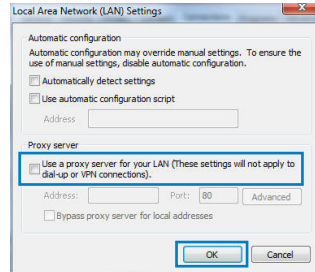 Local Area Network (LAN) Settings
Automatic configuration
Automatic configuration may override manual settings. To ensure the
use of manual settings, disable automatic configuration.
Automatically detect settings
Use automatic configuration script
Address
Proxy server
Use a proxy server for your LAN (These settings will not apply to
dial-up or VPN connections).
Address: Port: 80 Advanced
Bypass proxy server for local addresses
OK Cancel